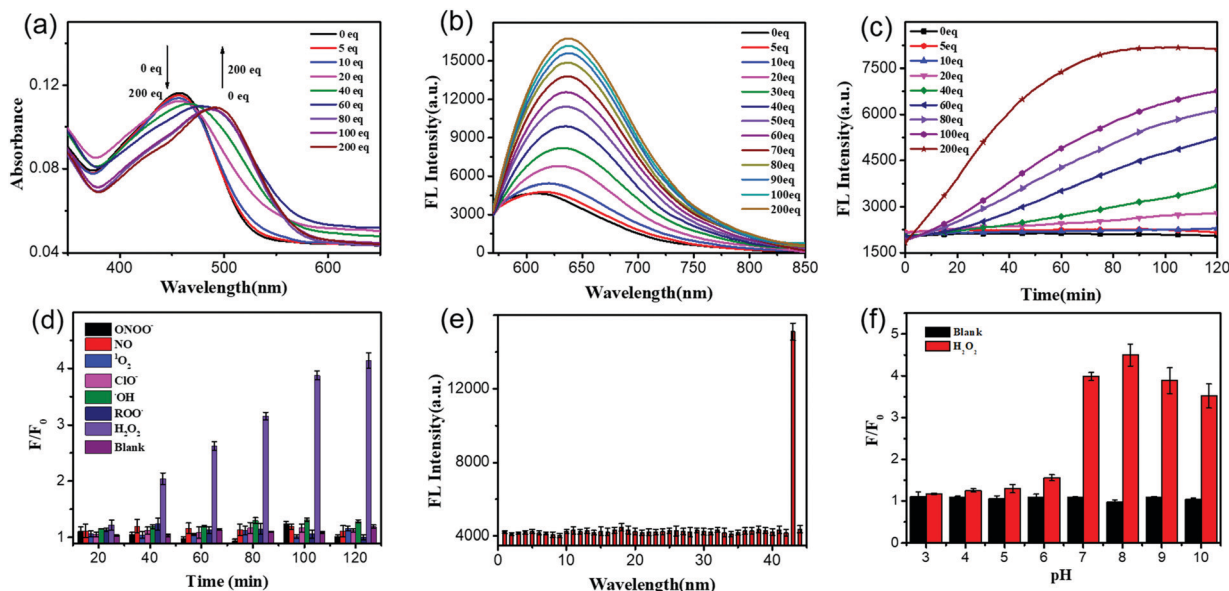 (a)
0 eq
5 eq
10 eq
20 eq
40 eq
60 eq
80 eq
100 eq
200 eq
0 eq
200 eq
200 eq
0 eq
0.12
0.08
0.04
Absorbance
400
500
600
Wavelength(nm)
(b)
0eq
5eq
10eq
20eq
30eq
40eq
50eq
60eq
70eq
80eq
90eq
100eq
200eq
15000
12000
9000
6000
3000
0
FL Intensity(a.u.)
600
650
700
750
800
850
Wavelength(nm)
(c)
0eq
5eq
10eq
20eq
40eq
60eq
80eq
100eq
200eq
7500
6000
4500
3000
1500
FL Intensity(a.u.)
0
20
40
60
80
100
120
Time(min)
(d)
ONOO⁻
NO
¹O₂
ClO⁻
·OH
ROO·
H₂O₂
Blank
4
3
2
1
F/F₀
20
40
60
80
100
120
Time (min)
(e)
16000
12000
8000
4000
FL Intensity(a.u.)
0
10
20
30
40
Wavelength(nm)
(f)
Blank
H₂O₂
5
4
3
2
1
0
F/F₀
3
4
5
6
7
8
9
10
pH